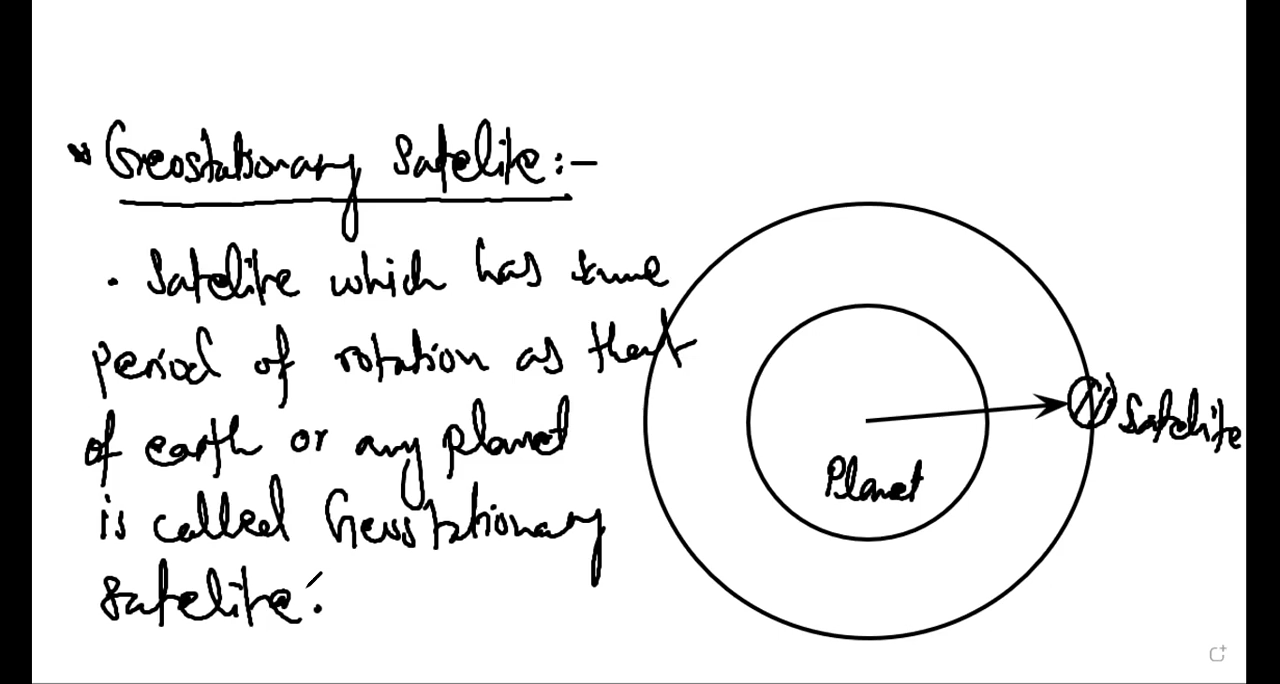 * Geostationary Satelite:-
. Satelite which has same
period of rotation as that
of earth or any planet
is called Geostationary
satelite.
Satelite
Planet